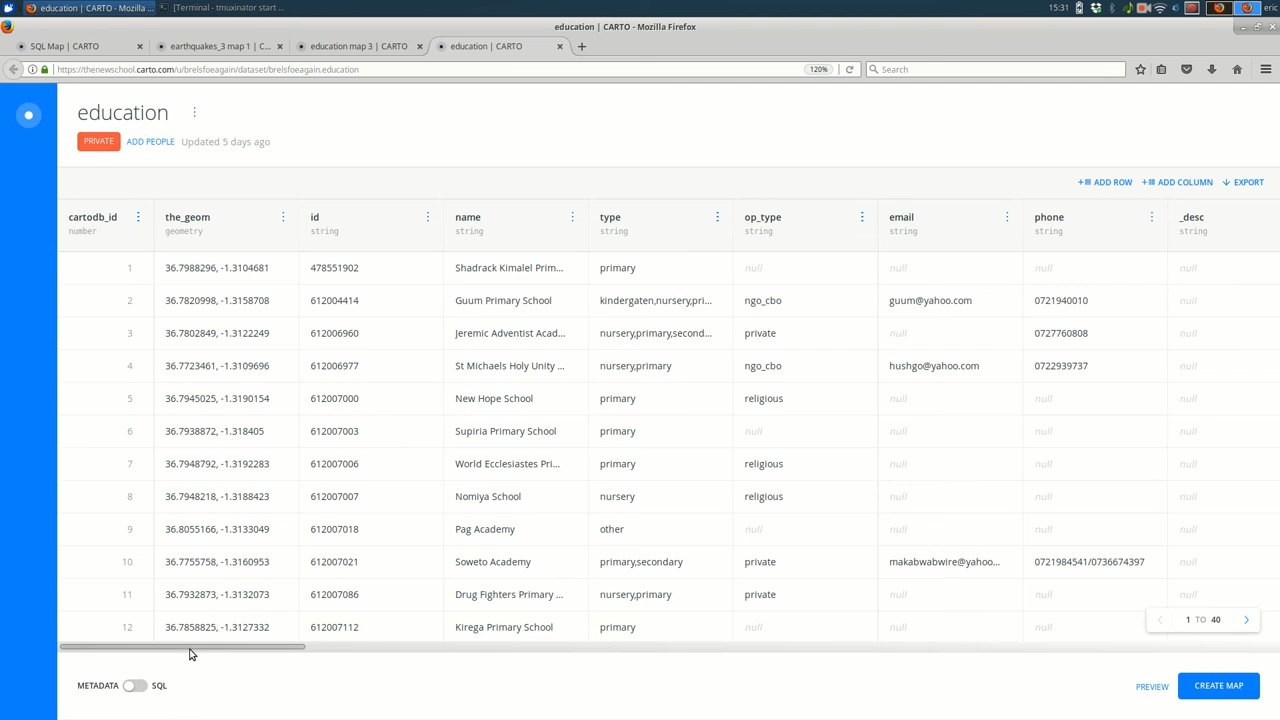 education | CARTO - Mozilla ...
[Terminal - tmuxinator start ...
15:31
eric
education | CARTO - Mozilla Firefox
SQL Map | CARTO
earthquakes_3 map 1 | C...
education map 3 | CARTO
education | CARTO
https://thenewschool.carto.com/u/brelsfoeagain/dataset/brelsfoeagain.education
120%
Search
education
PRIVATE ADD PEOPLE Updated 5 days ago
ADD ROW ADD COLUMN EXPORT
cartodb_id the_geom id name type op_type email phone _desc
number geometry string string string string string string string
1 36.7988296, -1.3104681 478551902 Shadrack Kimalel Prim... primary null null null null
2 36.7820998, -1.3158708 612004414 Guum Primary School kindergaten,nursery,pri... ngo_cbo guum@yahoo.com 0721940010 null
3 36.7802849, -1.3122249 612006960 Jeremic Adventist Acad... nursery,primary,second... private null 0727760808 null
4 36.7723461, -1.3109696 612006977 St Michaels Holy Unity ... nursery,primary ngo_cbo hushgo@yahoo.com 0722939737 null
5 36.7945025, -1.3190154 612007000 New Hope School primary religious null null null
6 36.7938872, -1.318405 612007003 Supiria Primary School primary null null null null
7 36.7948792, -1.3192283 612007006 World Ecclesiastes Pri... primary religious null null null
8 36.7948218, -1.3188423 612007007 Nomiya School nursery religious null null null
9 36.8055166, -1.3133049 612007018 Pag Academy other null null null null
10 36.7755758, -1.3160953 612007021 Soweto Academy primary,secondary private makabwabwire@yahoo... 0721984541/0736674397 null
11 36.7932873, -1.3132073 612007086 Drug Fighters Primary ... nursery,primary private null null null
12 36.7858825, -1.3127332 612007112 Kirega Primary School primary null null null null
1 TO 40
METADATA SQL
PREVIEW CREATE MAP